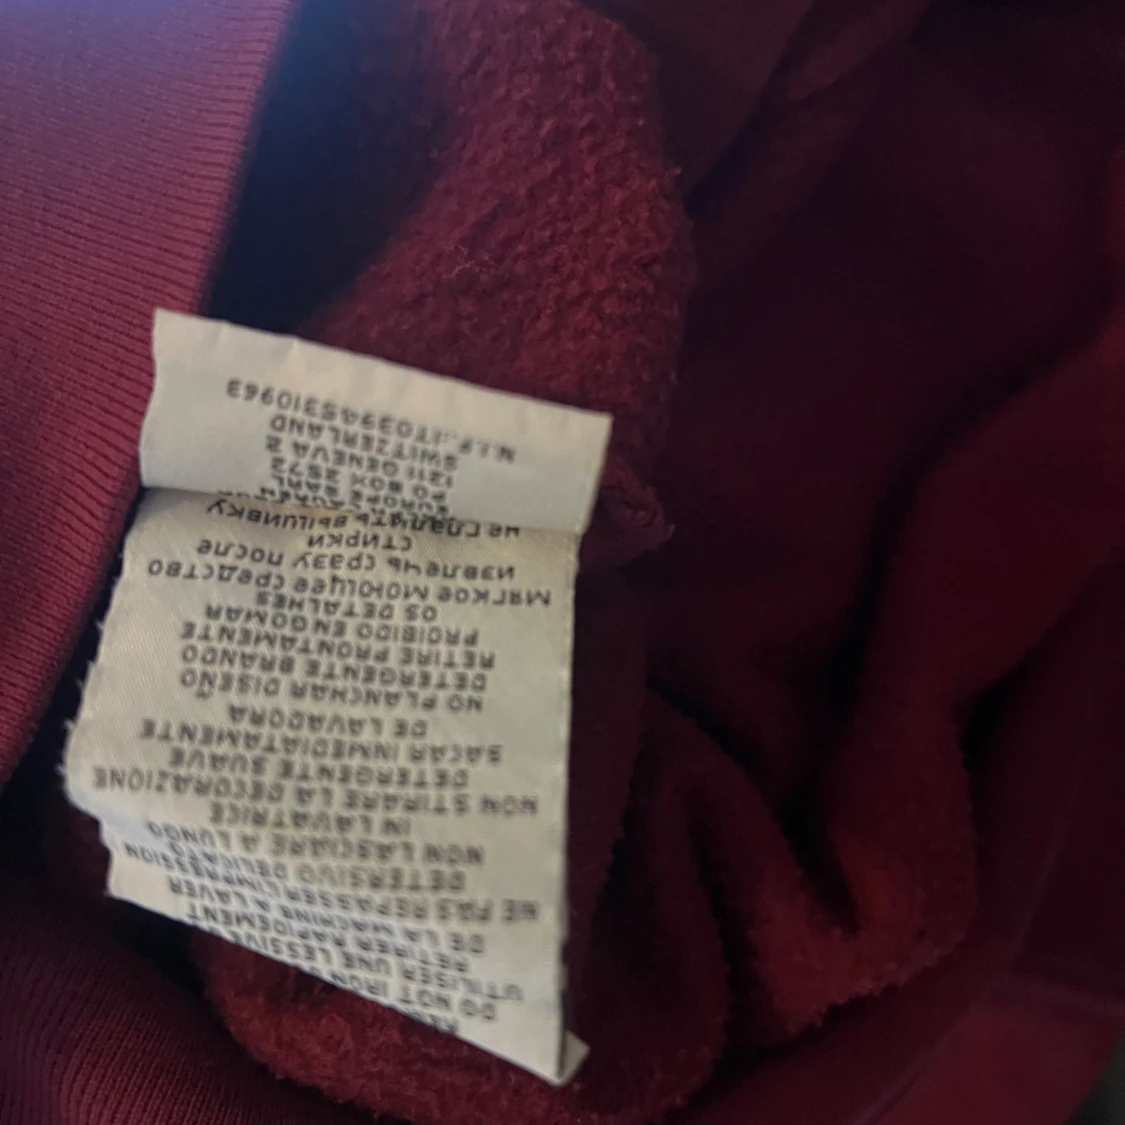 DO NOT IRON
UTILISER UNE LESSIVE
RETIRER RAPIDEMENT
DE LA MACHINE A LAVER
NE PAS REPASSER L'IMPRESSION
DETERSIVO DELICATO
NON LASCIARE A LUNGO
IN LAVATRICE
NON STIRARE LA DECORAZIONE
DETERGENTE SUAVE
SACAR INMEDIATAMENTE
DE LAVADORA
NO PLANCHAR DISEÑO
DETERGENTE BRANDO
RETIRE PRONTAMENTE
PROIBIDO ENGOMAR
OS DETALHES
мягкое моющее средство
извлечь сразу после
стирки
не гладить вышивку
EUROPE SARL
PO BOX 2572
1211 GENEVA 2
SWITZERLAND
N.I.F.:IT03945310963